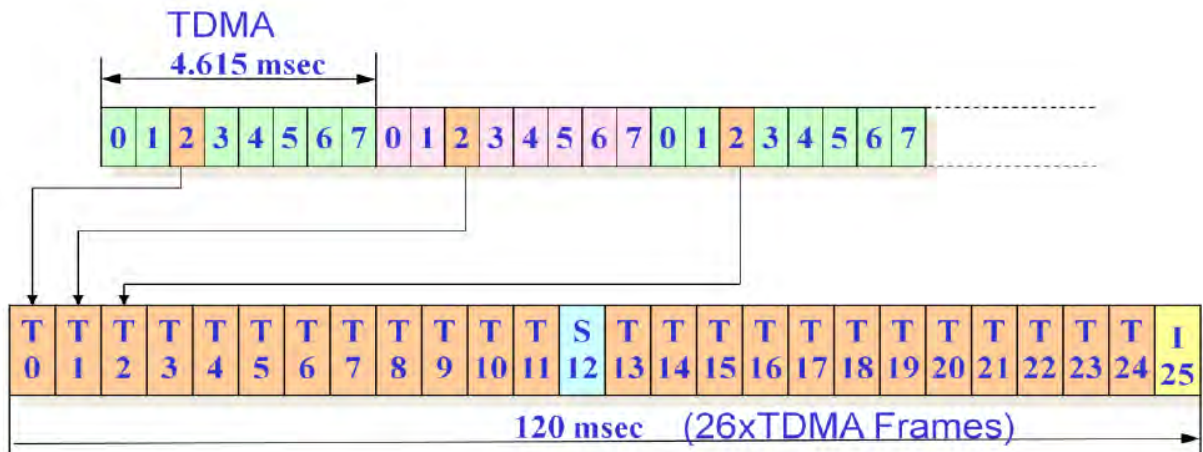 TDMA
4.615 msec
0 1 2 3 4 5 6 7 0 1 2 3 4 5 6 7 0 1 2 3 4 5 6 7
T T T T T T T T T T T T S T T T T T T T T T T T T I
0 1 2 3 4 5 6 7 8 9 10 11 12 13 14 15 16 17 18 19 20 21 22 23 24 25
120 msec (26xTDMA Frames)